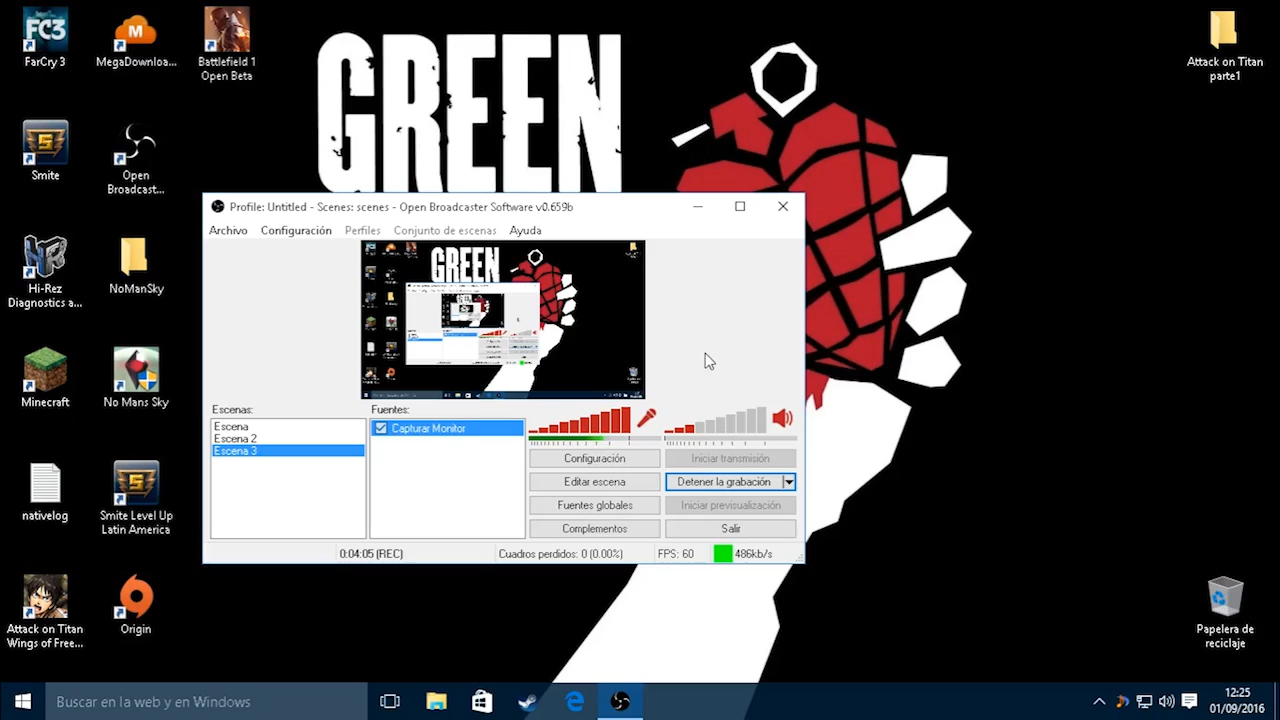 FC3
FarCry 3
M
MegaDownloa...
Battlefield 1
Open Beta
GREEN
Attack on Titan
parte1
S
Smite
Open
Broadcast...
Profile: Untitled - Scenes: scenes - Open Broadcaster Software v0.659b
Archivo Configuración Perfiles Conjunto de escenas Ayuda
GREEN
Hi-Rez
Diagnostics a...
NoManSky
Minecraft
No Mans Sky
Escenas:
Fuentes:
Escena
Escena 2
Escena 3
Capturar Monitor
Configuración
Iniciar transmisión
Editar escena
Detener la grabación
Fuentes globales
Iniciar previsualización
Complementos
Salir
0:04:05 (REC)
Cuadros perdidos: 0 (0.00%)
FPS: 60
486kb/s
nativelog
S
Smite Level Up
Latin America
Attack on Titan
Wings of Free...
Origin
Papelera de
reciclaje
Buscar en la web y en Windows
12:25
01/09/2016